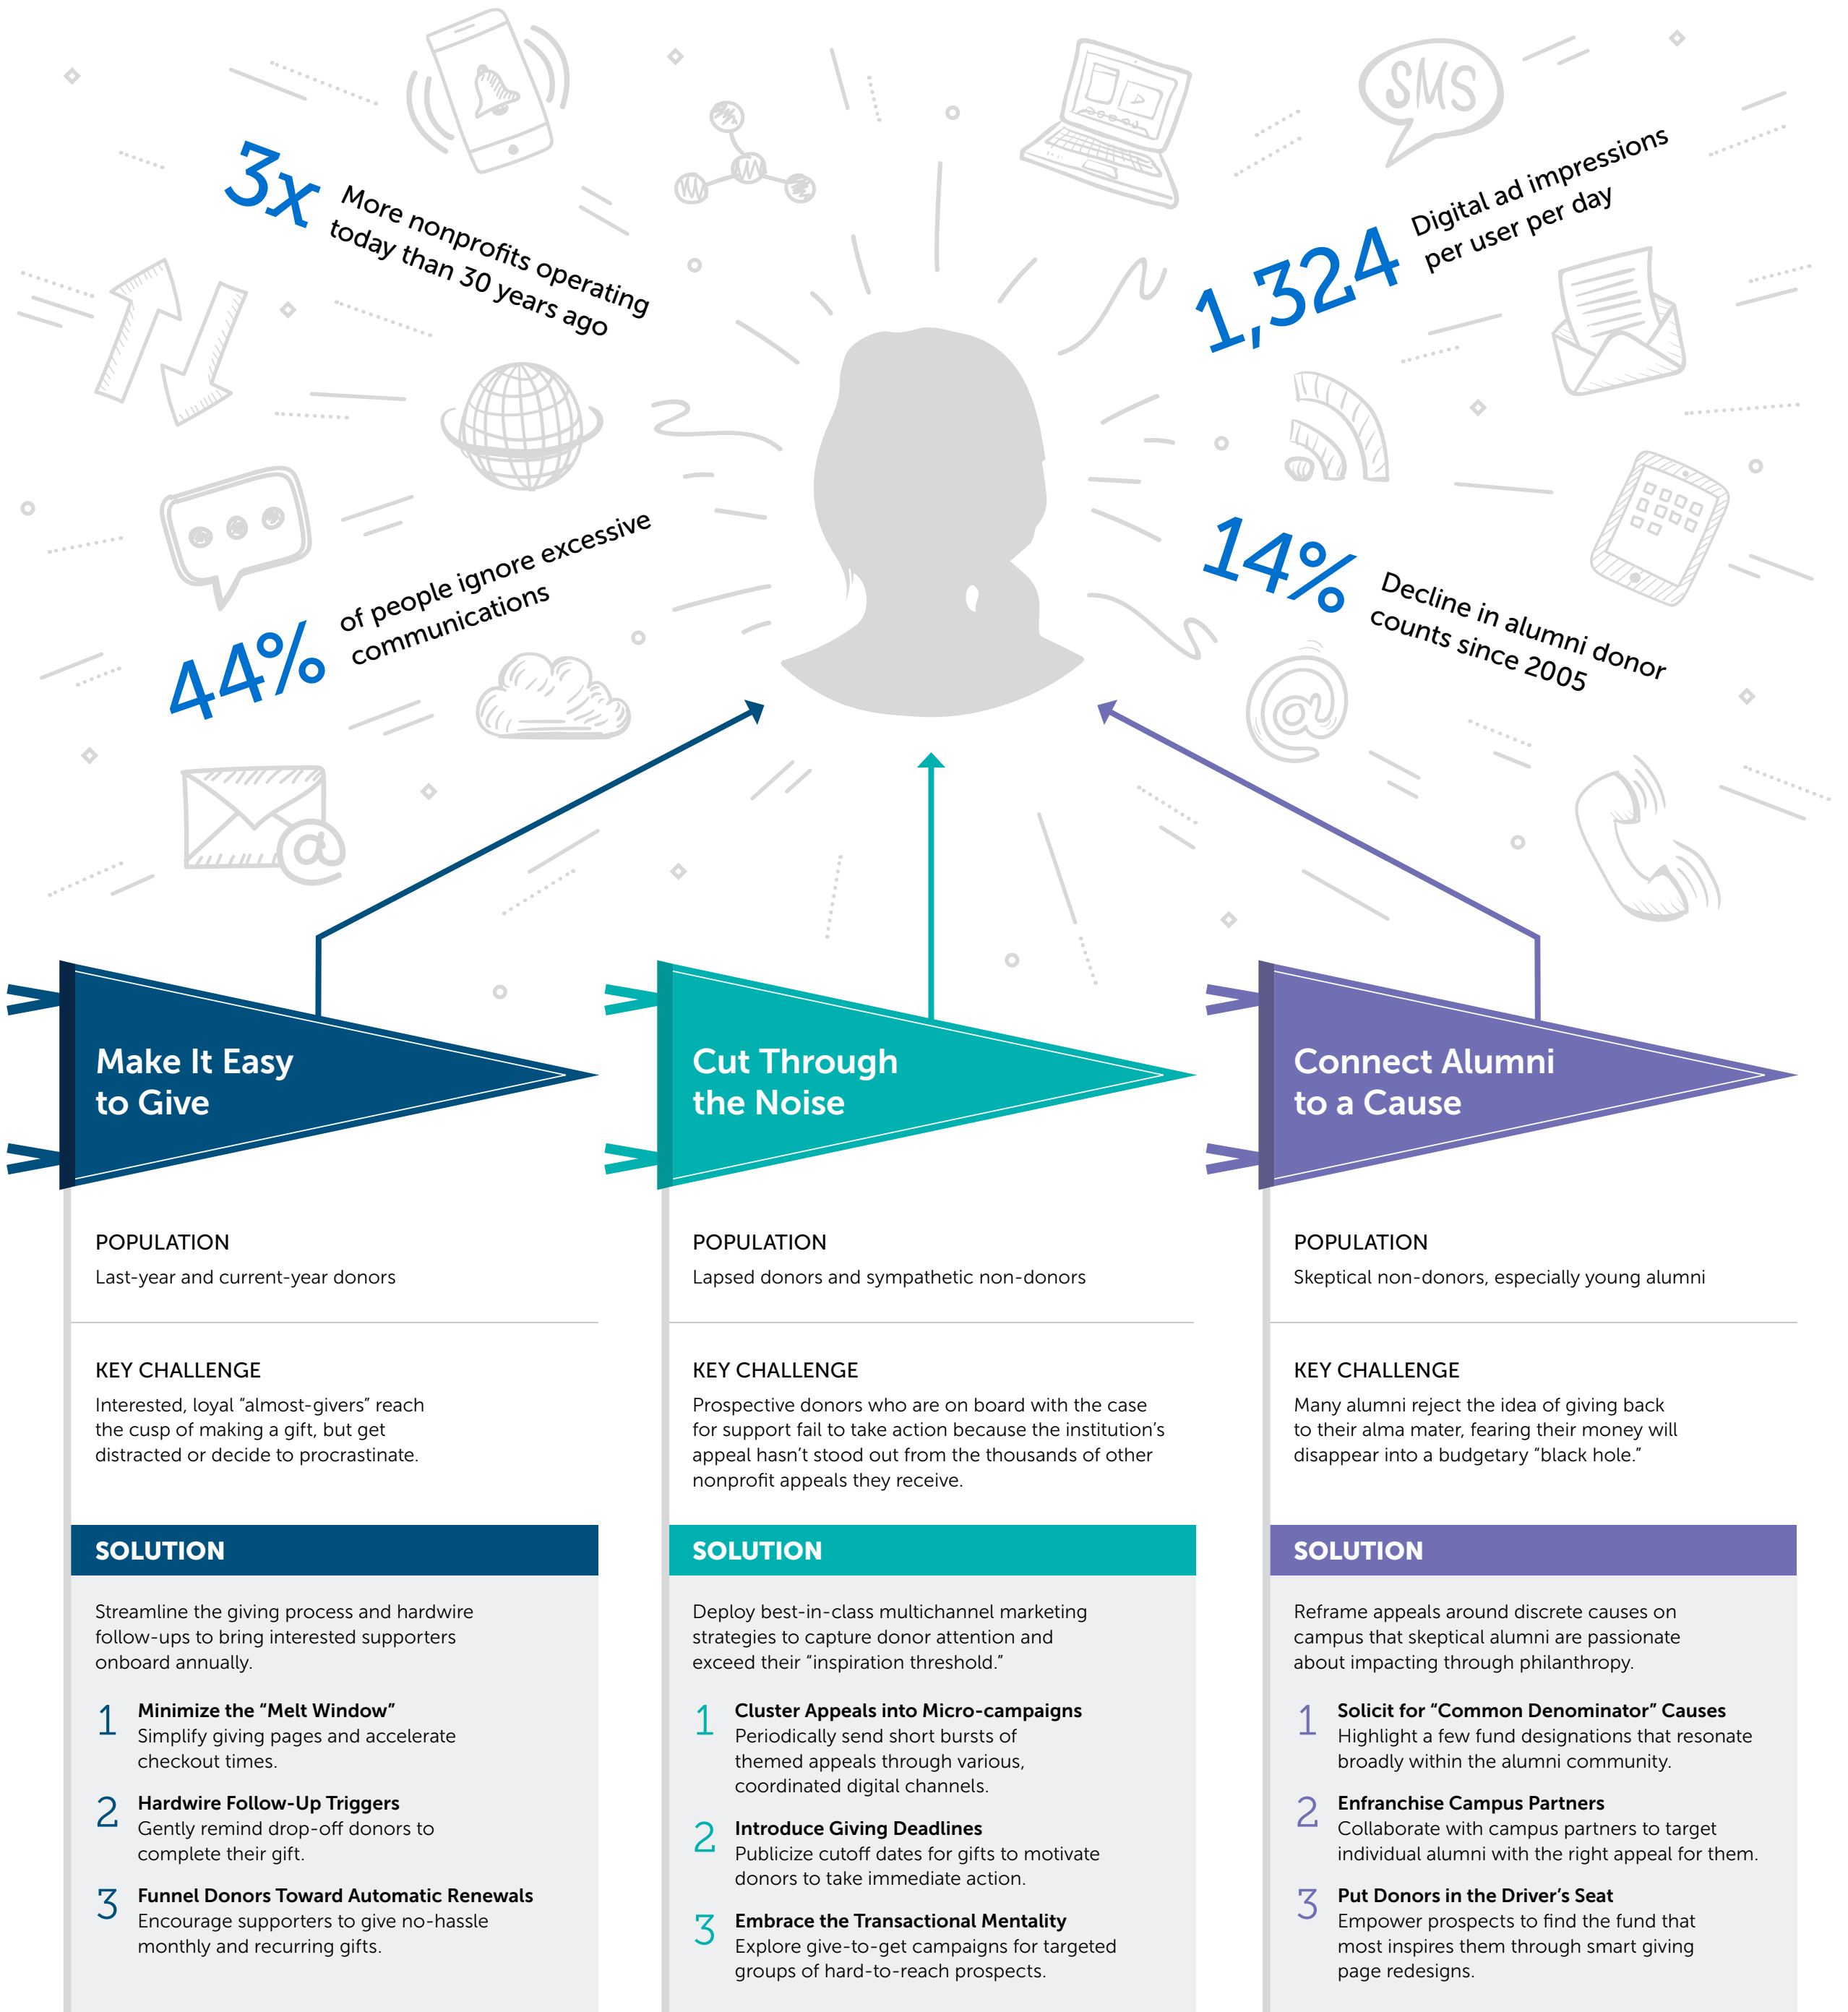 SMS
3x
More nonprofits operating
today than 30 years ago
1,324
Digital ad impressions
per user per day
44%
of people ignore excessive
communications
14%
Decline in alumni donor
counts since 2005
@
@
Make It Easy
to Give
POPULATION
Last-year and current-year donors
KEY CHALLENGE
Interested, loyal “almost-givers” reach
the cusp of making a gift, but get
distracted or decide to procrastinate.
SOLUTION
Streamline the giving process and hardwire
follow-ups to bring interested supporters
onboard annually.
1 Minimize the “Melt Window”
Simplify giving pages and accelerate
checkout times.
2 Hardwire Follow-Up Triggers
Gently remind drop-off donors to
complete their gift.
3 Funnel Donors Toward Automatic Renewals
Encourage supporters to give no-hassle
monthly and recurring gifts.
Cut Through
the Noise
POPULATION
Lapsed donors and sympathetic non-donors
KEY CHALLENGE
Prospective donors who are on board with the case
for support fail to take action because the institution’s
appeal hasn’t stood out from the thousands of other
nonprofit appeals they receive.
SOLUTION
Deploy best-in-class multichannel marketing
strategies to capture donor attention and
exceed their “inspiration threshold.”
1 Cluster Appeals into Micro-campaigns
Periodically send short bursts of
themed appeals through various,
coordinated digital channels.
2 Introduce Giving Deadlines
Publicize cutoff dates for gifts to motivate
donors to take immediate action.
3 Embrace the Transactional Mentality
Explore give-to-get campaigns for targeted
groups of hard-to-reach prospects.
Connect Alumni
to a Cause
POPULATION
Skeptical non-donors, especially young alumni
KEY CHALLENGE
Many alumni reject the idea of giving back
to their alma mater, fearing their money will
disappear into a budgetary “black hole.”
SOLUTION
Reframe appeals around discrete causes on
campus that skeptical alumni are passionate
about impacting through philanthropy.
1 Solicit for “Common Denominator” Causes
Highlight a few fund designations that resonate
broadly within the alumni community.
2 Enfranchise Campus Partners
Collaborate with campus partners to target
individual alumni with the right appeal for them.
3 Put Donors in the Driver’s Seat
Empower prospects to find the fund that
most inspires them through smart giving
page redesigns.